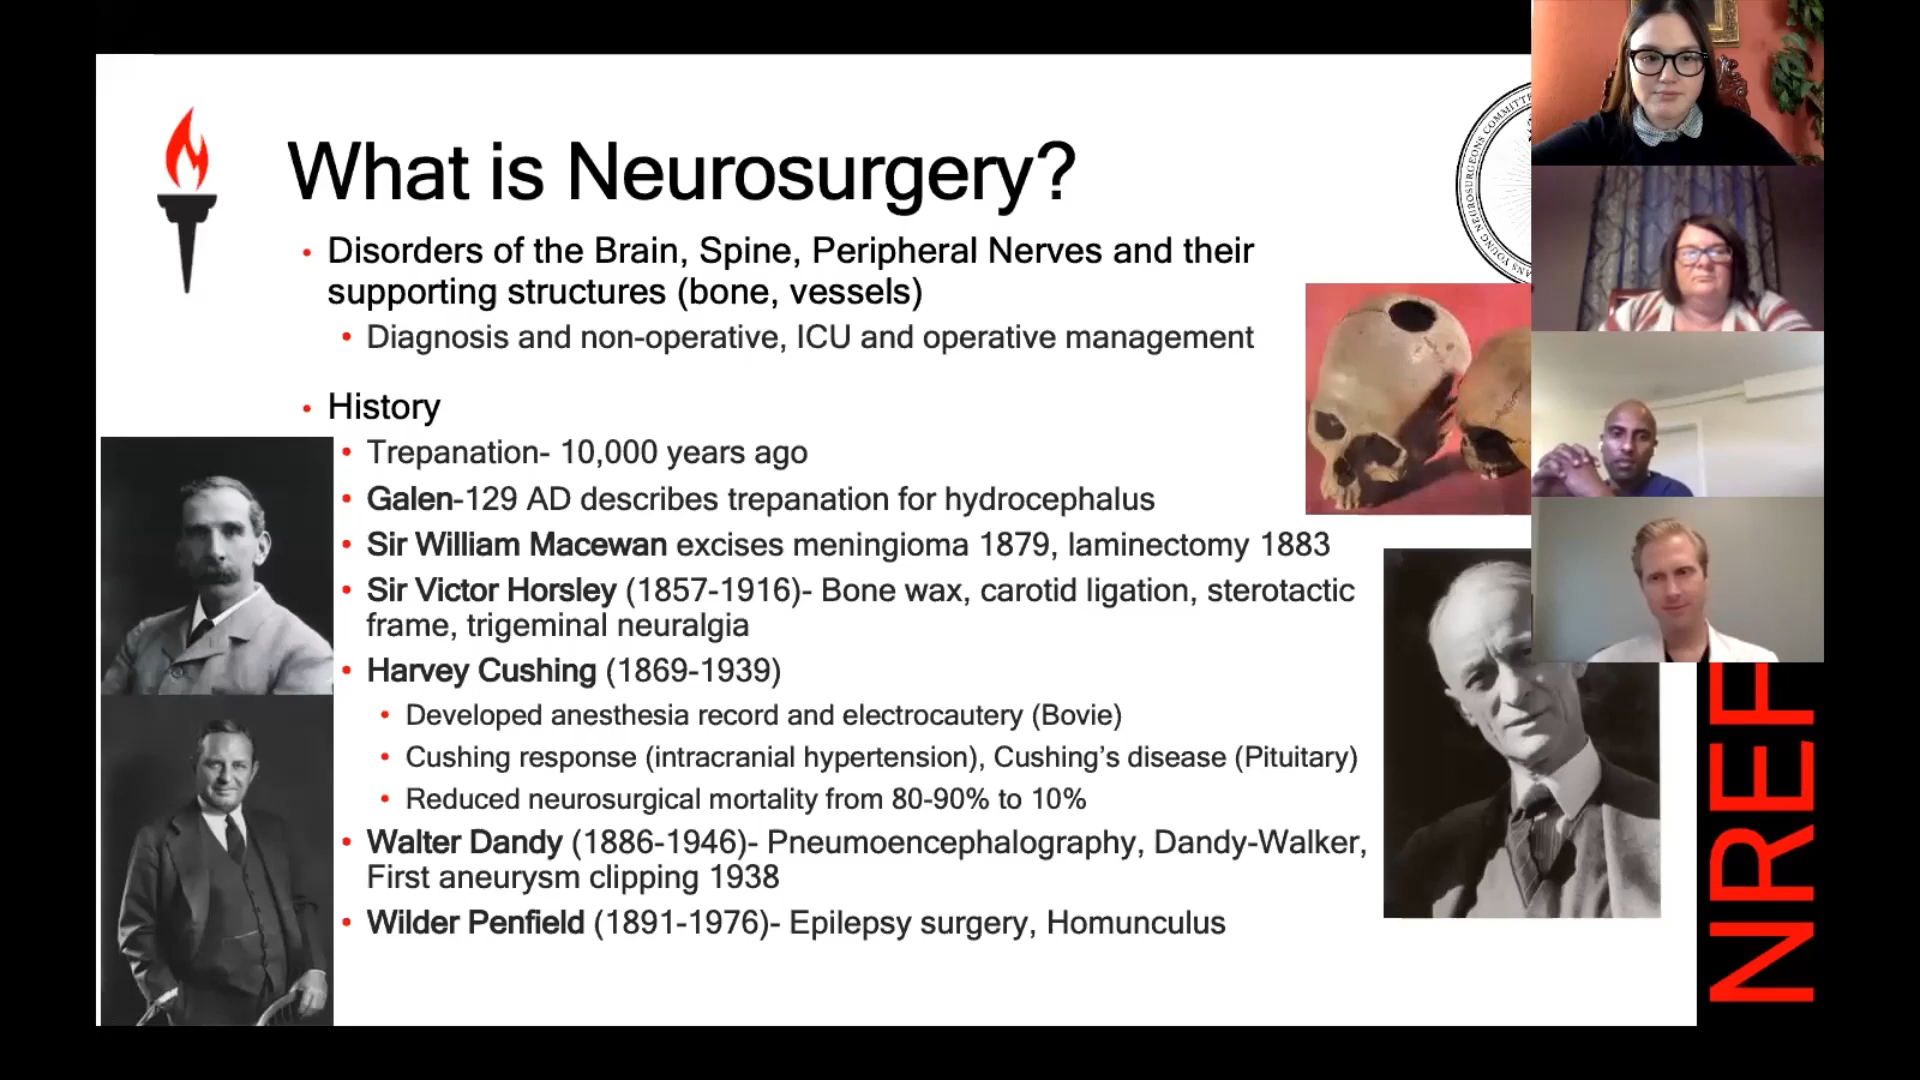 What is Neurosurgery?
• Disorders of the Brain, Spine, Peripheral Nerves and their
supporting structures (bone, vessels)
• Diagnosis and non-operative, ICU and operative management
• History
• Trepanation- 10,000 years ago
• Galen-129 AD describes trepanation for hydrocephalus
• Sir William Macewan excises meningioma 1879, laminectomy 1883
• Sir Victor Horsley (1857-1916)- Bone wax, carotid ligation, sterotactic
frame, trigeminal neuralgia
• Harvey Cushing (1869-1939)
• Developed anesthesia record and electrocautery (Bovie)
• Cushing response (intracranial hypertension), Cushing's disease (Pituitary)
• Reduced neurosurgical mortality from 80-90% to 10%
• Walter Dandy (1886-1946)- Pneumoencephalography, Dandy-Walker,
First aneurysm clipping 1938
• Wilder Penfield (1891-1976)- Epilepsy surgery, Homunculus
YOUNG NEUROSURGEONS
NREF